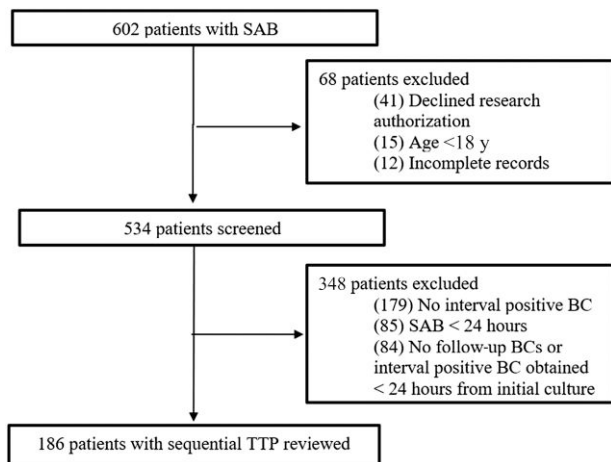 602 patients with SAB
68 patients excluded
(41) Declined research
authorization
(15) Age <18 y
(12) Incomplete records
534 patients screened
348 patients excluded
(179) No interval positive BC
(85) SAB < 24 hours
(84) No follow-up BCs or
interval positive BC obtained
< 24 hours from initial culture
186 patients with sequential TTP reviewed